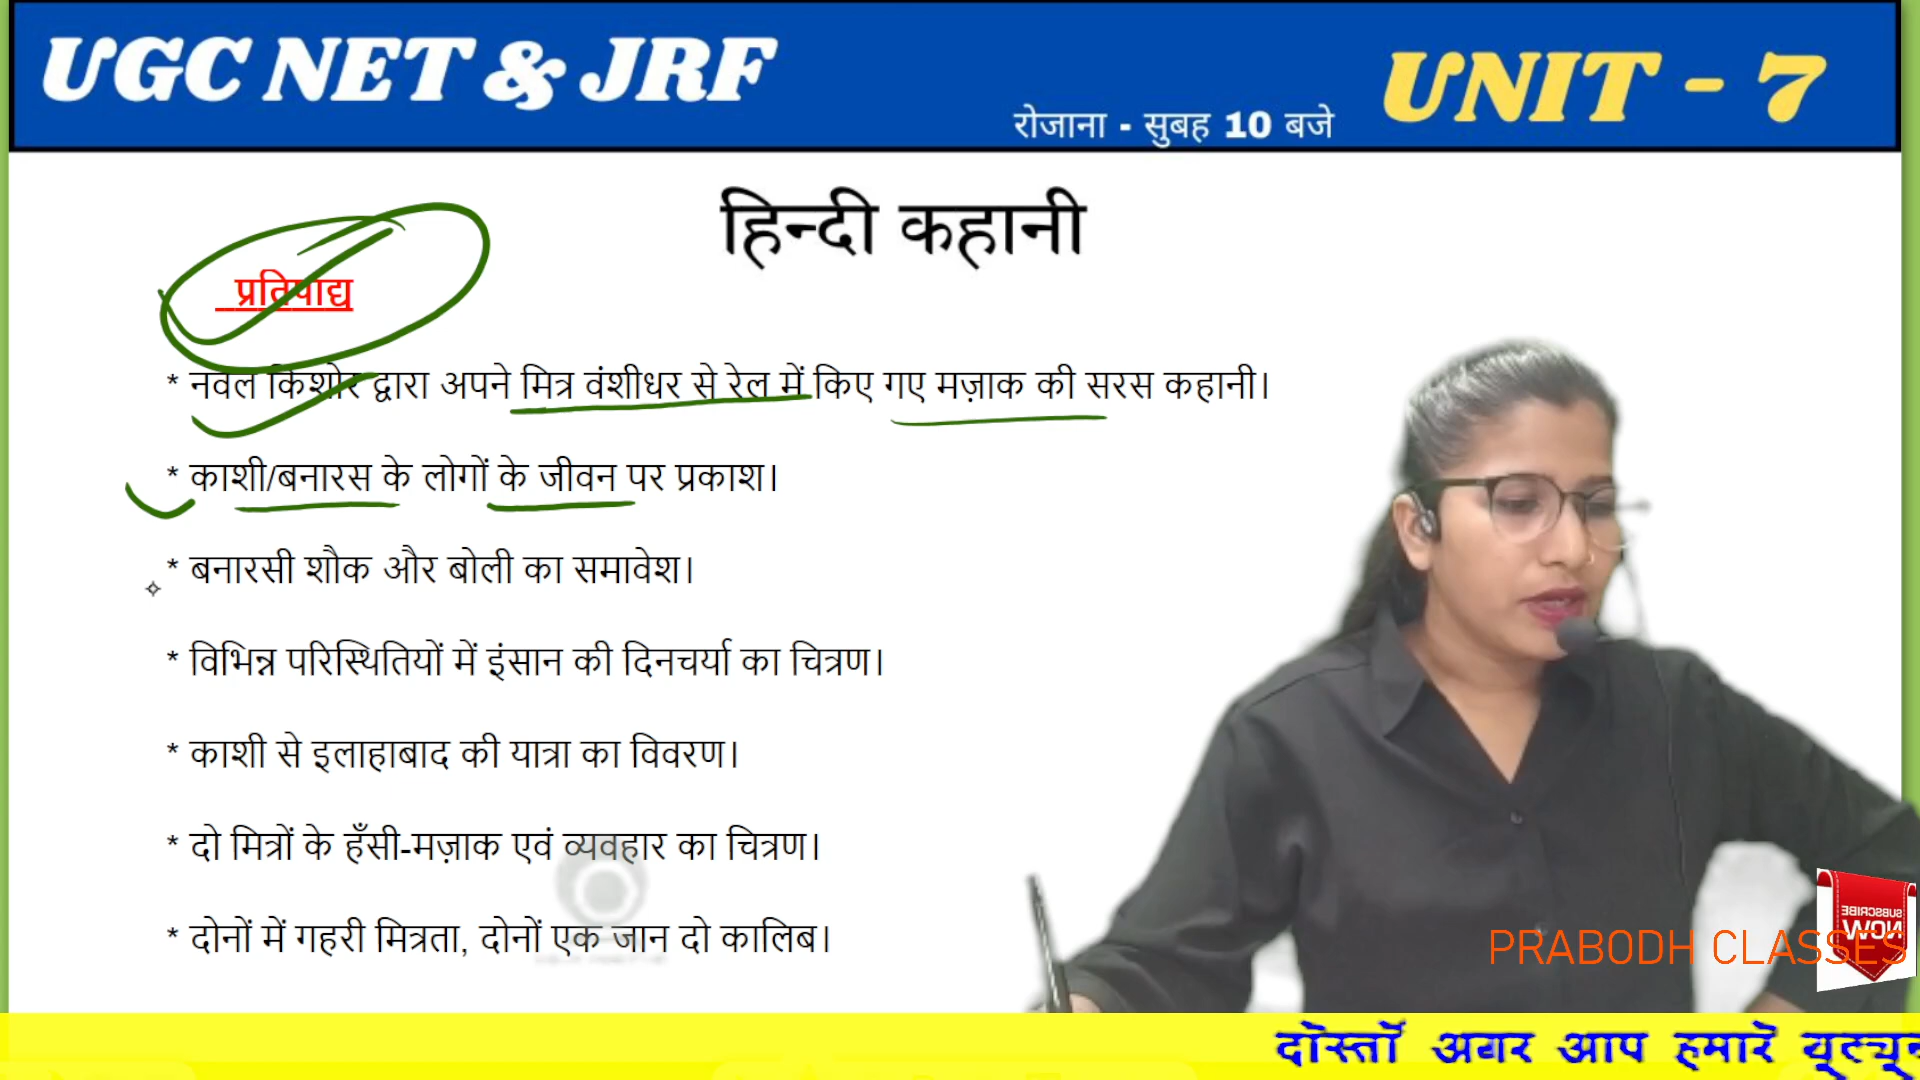 UGC NET & JRF
रोजाना - सुबह 10 बजे
UNIT - 7
हिन्दी कहानी
प्रतिपाद्य
* नवल किशोर द्वारा अपने मित्र वंशीधर से रेल में किए गए मज़ाक की सरस कहानी।
* काशी/बनारस के लोगों के जीवन पर प्रकाश।
* बनारसी शौक और बोली का समावेश।
* विभिन्न परिस्थितियों में इंसान की दिनचर्या का चित्रण।
* काशी से इलाहाबाद की यात्रा का विवरण।
* दो मित्रों के हँसी-मज़ाक एवं व्यवहार का चित्रण।
* दोनों में गहरी मित्रता, दोनों एक जान दो कालिब।
SUBSCRIBE
NOW
PRABODH CLASSES
दोस्तों अगर आप हमारे